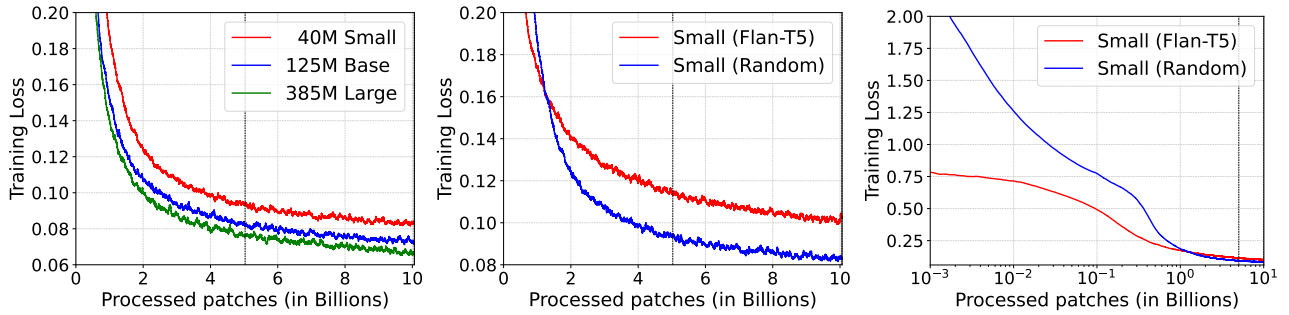 0.20
0.18
0.16
0.14
0.12
0.10
0.08
0.06
Training Loss
0 2 4 6 8 10
Processed patches (in Billions)
40M Small
125M Base
385M Large
0.20
0.18
0.16
0.14
0.12
0.10
0.08
Training Loss
0 2 4 6 8 10
Processed patches (in Billions)
Small (Flan-T5)
Small (Random)
2.00
1.75
1.50
1.25
1.00
0.75
0.50
0.25
Training Loss
10⁻³ 10⁻² 10⁻¹ 10⁰ 10¹
Processed patches (in Billions)
Small (Flan-T5)
Small (Random)